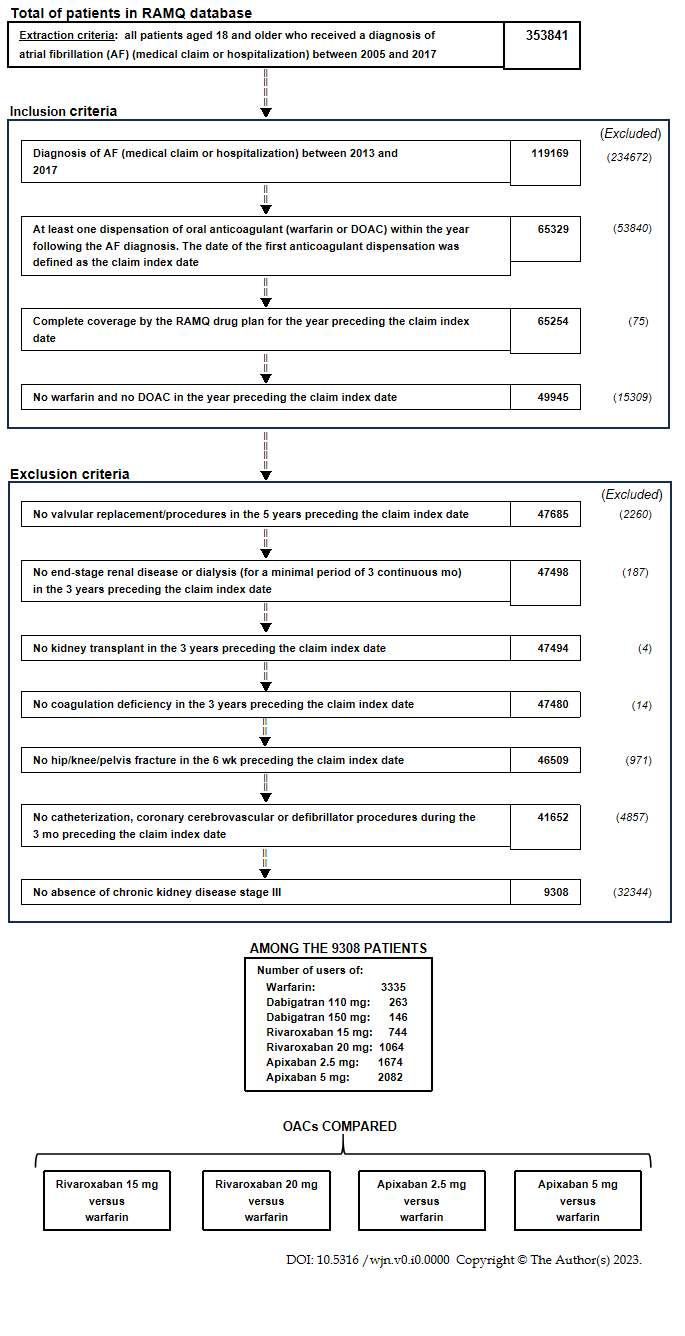 Total of patients in RAMQ database
Extraction criteria: all patients aged 18 and older who received a diagnosis of
atrial fibrillation (AF) (medical claim or hospitalization) between 2005 and 2017
353841
Inclusion criteria
(Excluded)
Diagnosis of AF (medical claim or hospitalization) between 2013 and
2017
119169
(234672)
At least one dispensation of oral anticoagulant (warfarin or DOAC) within the year
following the AF diagnosis. The date of the first anticoagulant dispensation was
defined as the claim index date
65329
(53840)
Complete coverage by the RAMQ drug plan for the year preceding the claim index
date
65254
(75)
No warfarin and no DOAC in the year preceding the claim index date
49945
(15309)
Exclusion criteria
(Excluded)
No valvular replacement/procedures in the 5 years preceding the claim index date
47685
(2260)
No end-stage renal disease or dialysis (for a minimal period of 3 continuous mo)
in the 3 years preceding the claim index date
47498
(187)
No kidney transplant in the 3 years preceding the claim index date
47494
(4)
No coagulation deficiency in the 3 years preceding the claim index date
47480
(14)
No hip/knee/pelvis fracture in the 6 wk preceding the claim index date
46509
(971)
No catheterization, coronary cerebrovascular or defibrillator procedures during the
3 mo preceding the claim index date
41652
(4857)
No absence of chronic kidney disease stage III
9308
(32344)
AMONG THE 9308 PATIENTS
Number of users of:
Warfarin: 3335
Dabigatran 110 mg: 263
Dabigatran 150 mg: 146
Rivaroxaban 15 mg: 744
Rivaroxaban 20 mg: 1064
Apixaban 2.5 mg: 1674
Apixaban 5 mg: 2082
OACs COMPARED
Rivaroxaban 15 mg
versus
warfarin
Rivaroxaban 20 mg
versus
warfarin
Apixaban 2.5 mg
versus
warfarin
Apixaban 5 mg
versus
warfarin
DOI: 10.5316 /wjn.v0.i0.0000 Copyright © The Author(s) 2023.